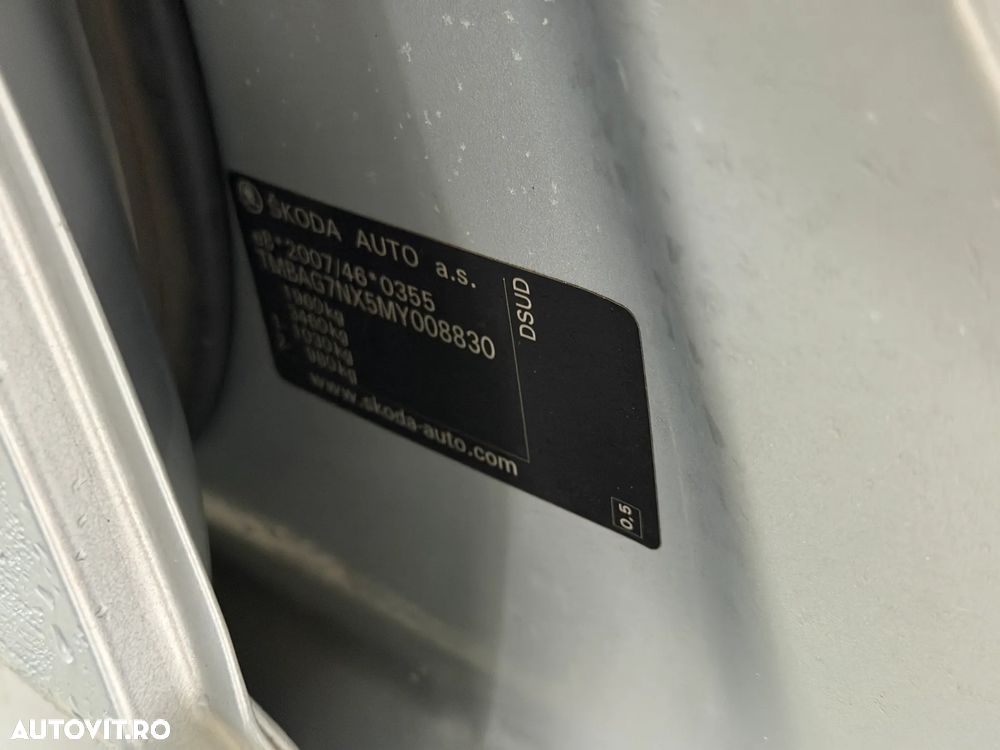 ŠKODA AUTO a.s.
e8*2007/46*0355
TMBAG7NX5MY008830
1960kg
3460kg
1- 1030kg
2- 980kg
www.skoda-auto.com
DSUD
0.5
AUTOVIT.RO